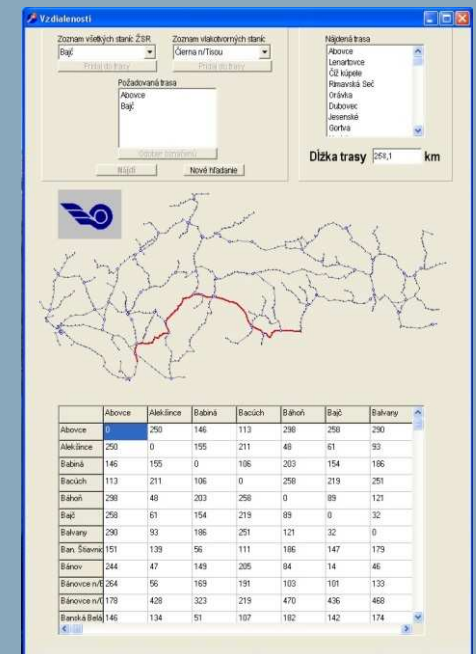 Vzdialenosti
Zoznam všetkých staníc ŽSR
Zoznam vlakotvorných staníc
Bajč
Čierna n/Tisou
Pridaj do trasy
Pridaj do trasy
Požadovaná trasa
Abovce
Bajč
Nájdi
Nové hľadanie
Nájdená trasa
Abovce
Lenartovce
Číž kúpele
Rimavská Seč
Orávka
Dubovec
Jesenské
Gortva
Dĺžka trasy 258,1 km
Abovce Alekšince Babiná Bacúch Báhoň Bajč Balvany
Abovce 0 250 146 113 298 258 290
Alekšince 250 0 155 211 48 61 93
Babiná 146 155 0 106 203 154 186
Bacúch 113 211 106 0 258 219 251
Báhoň 298 48 203 258 0 89 121
Bajč 258 61 154 219 89 0 32
Balvany 290 93 186 251 121 32 0
Ban. Štiavnic 151 139 56 111 186 147 179
Bánov 244 47 149 205 84 14 46
Bánovce n/ 264 56 169 191 103 101 133
Bánovce n/ 178 428 323 219 470 436 468
Banská Belá 146 134 51 107 182 142 174